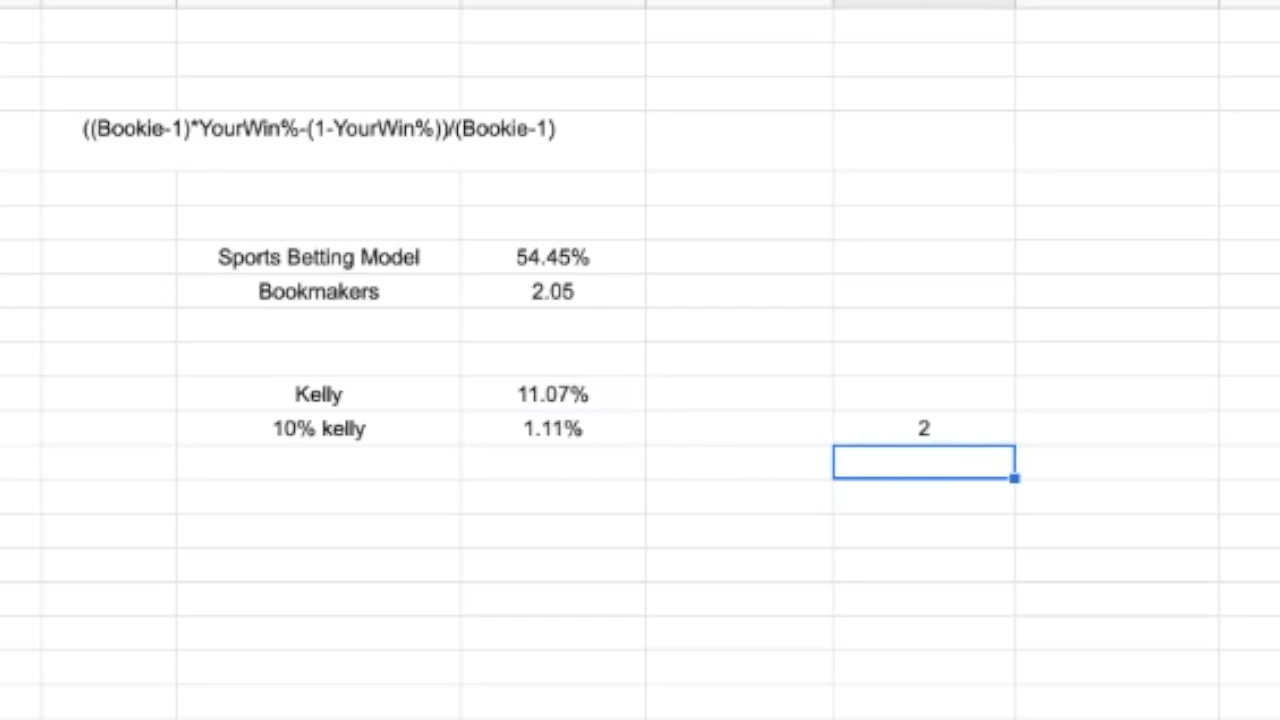 ((Bookie-1)*YourWin%-(1-YourWin%))/(Bookie-1)
Sports Betting Model 54.45%
Bookmakers 2.05
Kelly 11.07%
10% kelly 1.11% 2